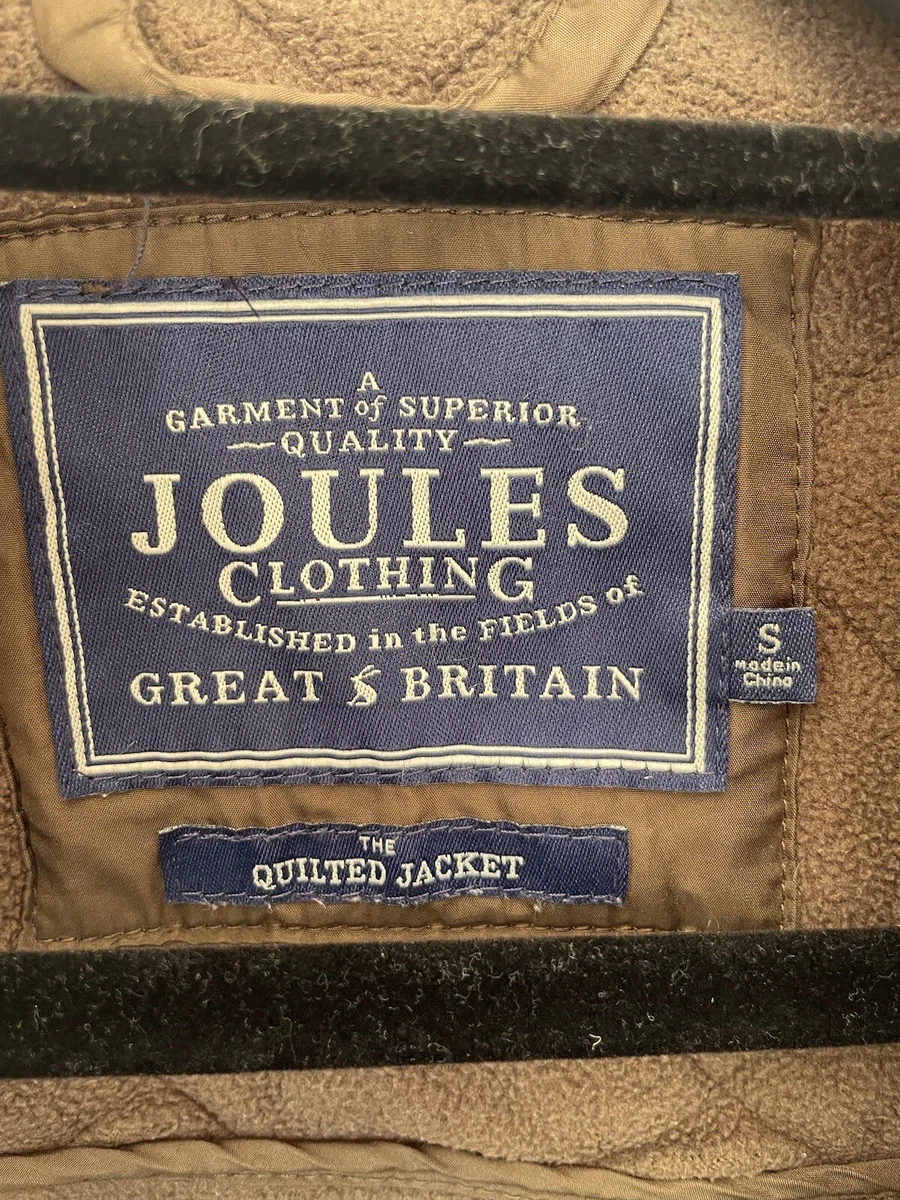 A
GARMENT of SUPERIOR
QUALITY
JOULES
CLOTHING
ESTABLISHED in the FIELDS of
GREAT BRITAIN
S
Made in
China
THE
QUILTED JACKET